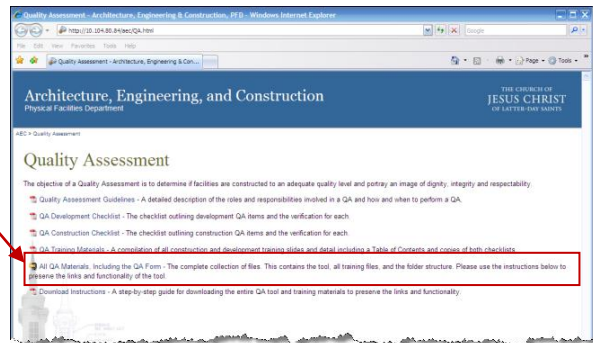 Quality Assessment - Architecture, Engineering & Construction, PFD - Windows Internet Explorer
http://10.104.80.84/aec/QA.html
Google
File Edit View Favorites Tools Help
Quality Assessment - Architecture, Engineering & Con...
Page Tools
Architecture, Engineering, and Construction
Physical Facilities Department
THE CHURCH OF
JESUS CHRIST
OF LATTER-DAY SAINTS
AEC > Quality Assessment
Quality Assessment
The objective of a Quality Assessment is to determine if facilities are constructed to an adequate quality level and portray an image of dignity, integrity and respectability.
Quality Assessment Guidelines - A detailed description of the roles and responsibilities involved in a QA and how and when to perform a QA.
QA Development Checklist - The checklist outlining development QA items and the verification for each.
QA Construction Checklist - The checklist outlining construction QA items and the verification for each.
QA Training Materials - A compilation of all construction and development training slides and detail including a Table of Contents and copies of both checklists.
All QA Materials, Including the QA Form - The complete collection of files. This contains the tool, all training files, and the folder structure. Please use the instructions below to
preserve the links and functionality of the tool.
Download Instructions - A step-by-step guide for downloading the entire QA tool and training materials to preserve the links and functionality.